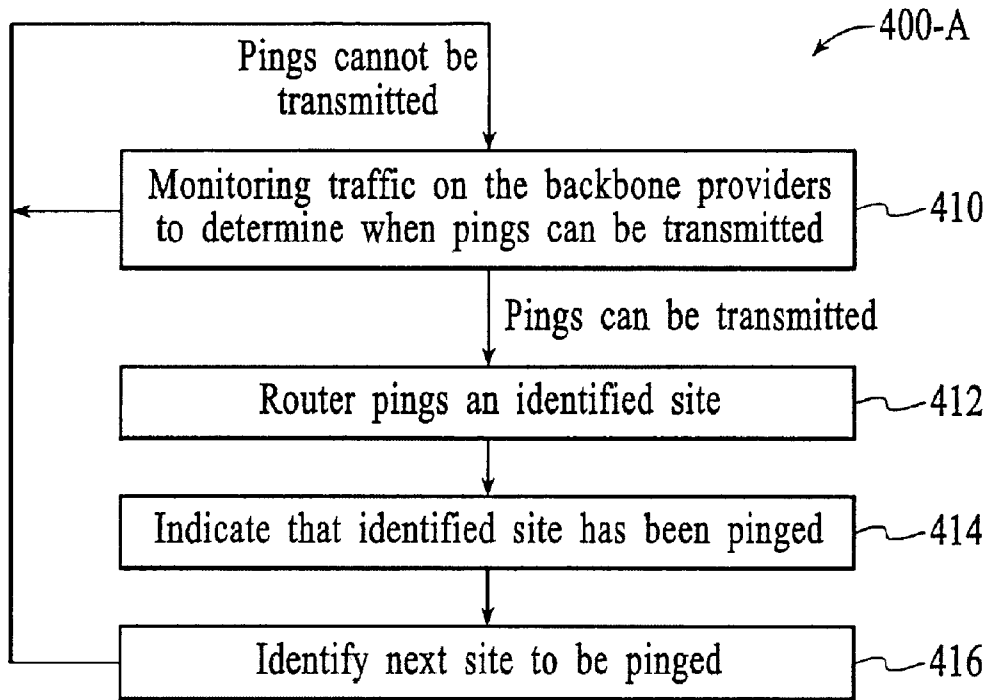 400-A
Pings cannot be
transmitted
Monitoring traffic on the backbone providers
to determine when pings can be transmitted
410
Pings can be transmitted
Router pings an identified site
412
Indicate that identified site has been pinged
414
Identify next site to be pinged
416